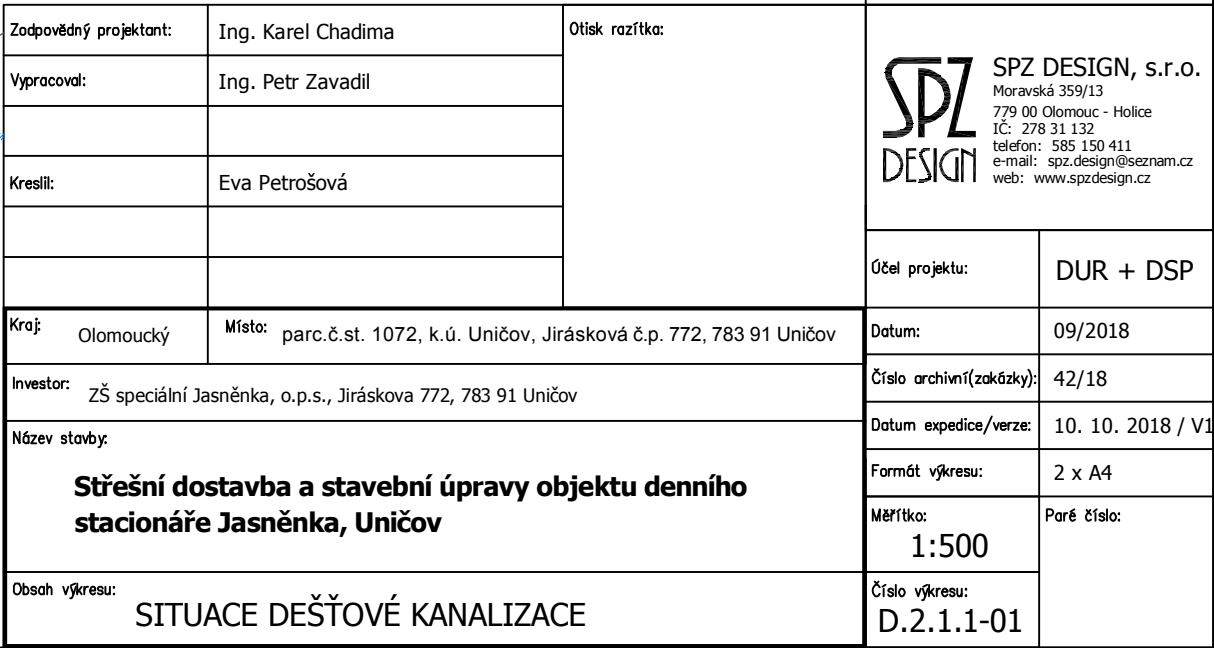 Zodpovědný projektant: Ing. Karel Chadima
Vypracoval: Ing. Petr Zavadil
Kreslil: Eva Petrošová
Otisk razítka:
SPZ DESIGN
SPZ DESIGN, s.r.o.
Moravská 359/13
779 00 Olomouc - Holice
IČ: 278 31 132
telefon: 585 150 411
e-mail: spz.design@seznam.cz
web: www.spzdesign.cz
Účel projektu: DUR + DSP
Kraj: Olomoucký Místo: parc.č.st. 1072, k.ú. Uničov, Jirásková č.p. 772, 783 91 Uničov
Datum: 09/2018
Investor: ZŠ speciální Jasněnka, o.p.s., Jiráskova 772, 783 91 Uničov
Číslo archivní(zakázky): 42/18
Datum expedice/verze: 10. 10. 2018 / V1
Název stavby:
Střešní dostavba a stavební úpravy objektu denního
stacionáře Jasněnka, Uničov
Formát výkresu: 2 x A4
Měřítko:
1:500
Paré číslo:
Obsah výkresu:
SITUACE DEŠŤOVÉ KANALIZACE
Číslo výkresu:
D.2.1.1-01